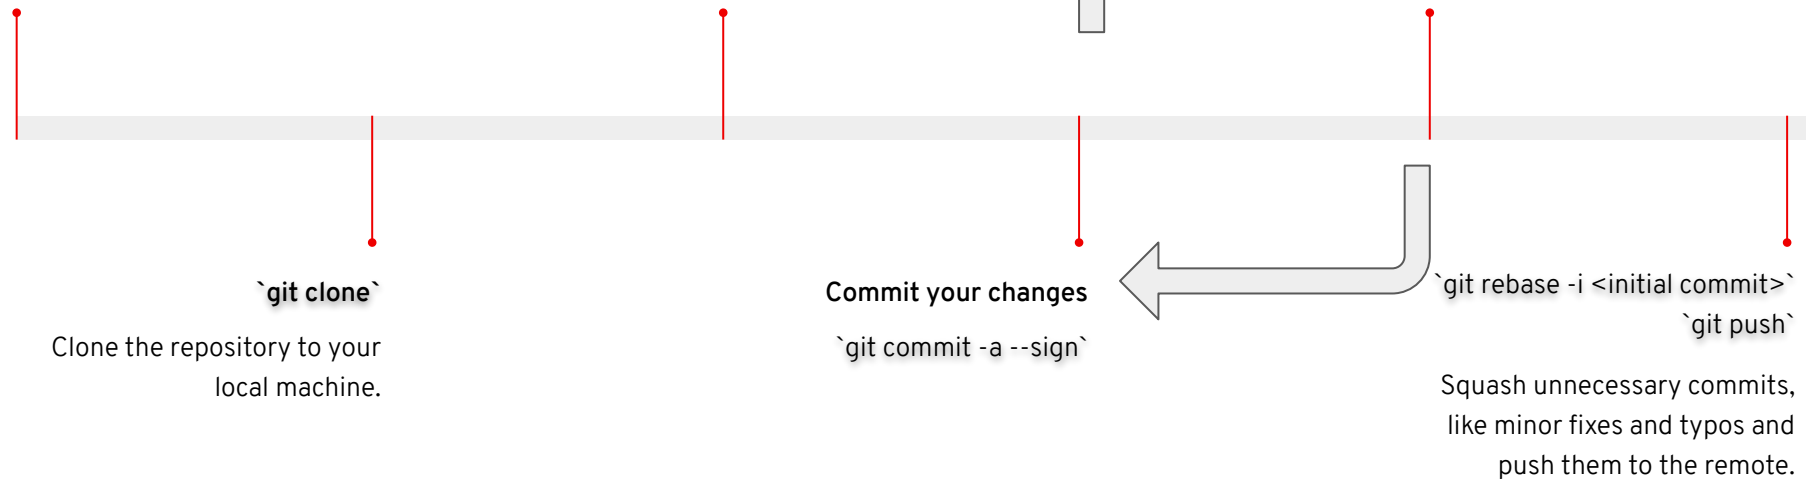 `git clone`
Clone the repository to your
local machine.
Commit your changes
`git commit -a --sign`
`git rebase -i <initial commit>`
`git push`
Squash unnecessary commits,
like minor fixes and typos and
push them to the remote.